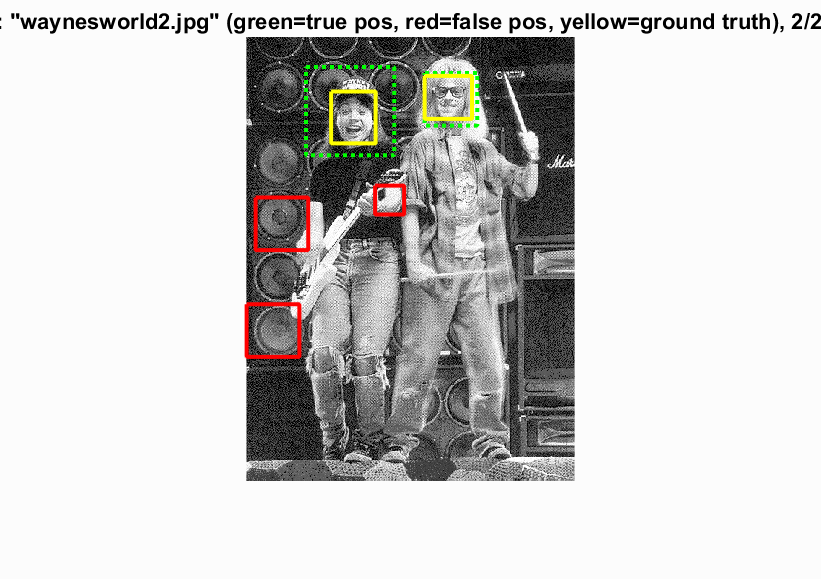 : "waynesworld2.jpg" (green=true pos, red=false pos, yellow=ground truth), 2/2